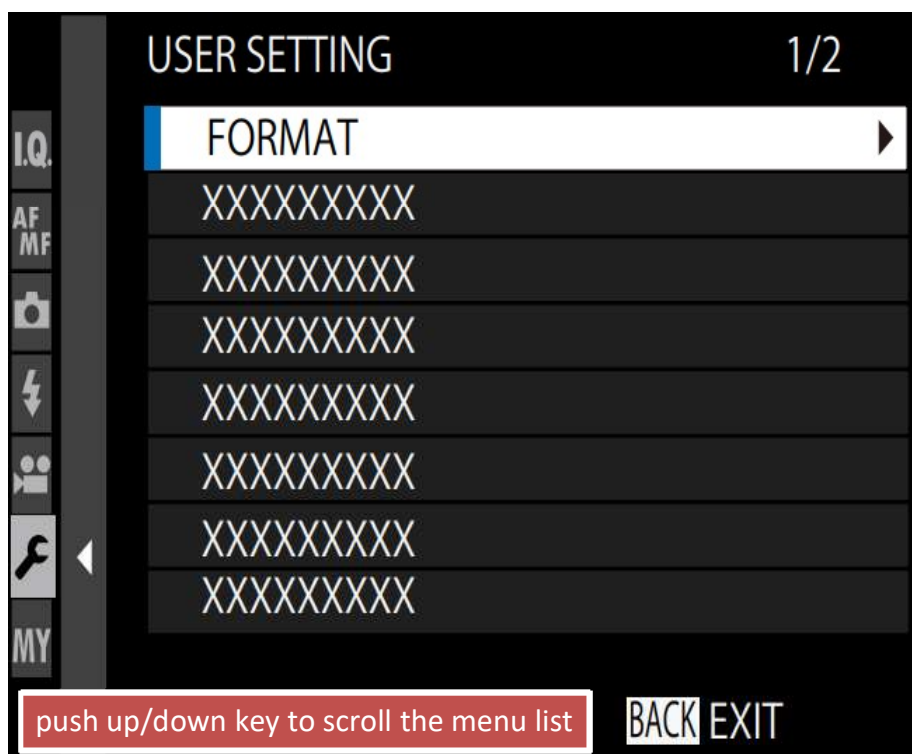 USER SETTING 1/2
FORMAT
XXXXXXXXX
XXXXXXXXX
XXXXXXXXX
XXXXXXXXX
XXXXXXXXX
XXXXXXXXX
XXXXXXXXX
I.Q.
AF
MF
MY
push up/down key to scroll the menu list
BACK EXIT